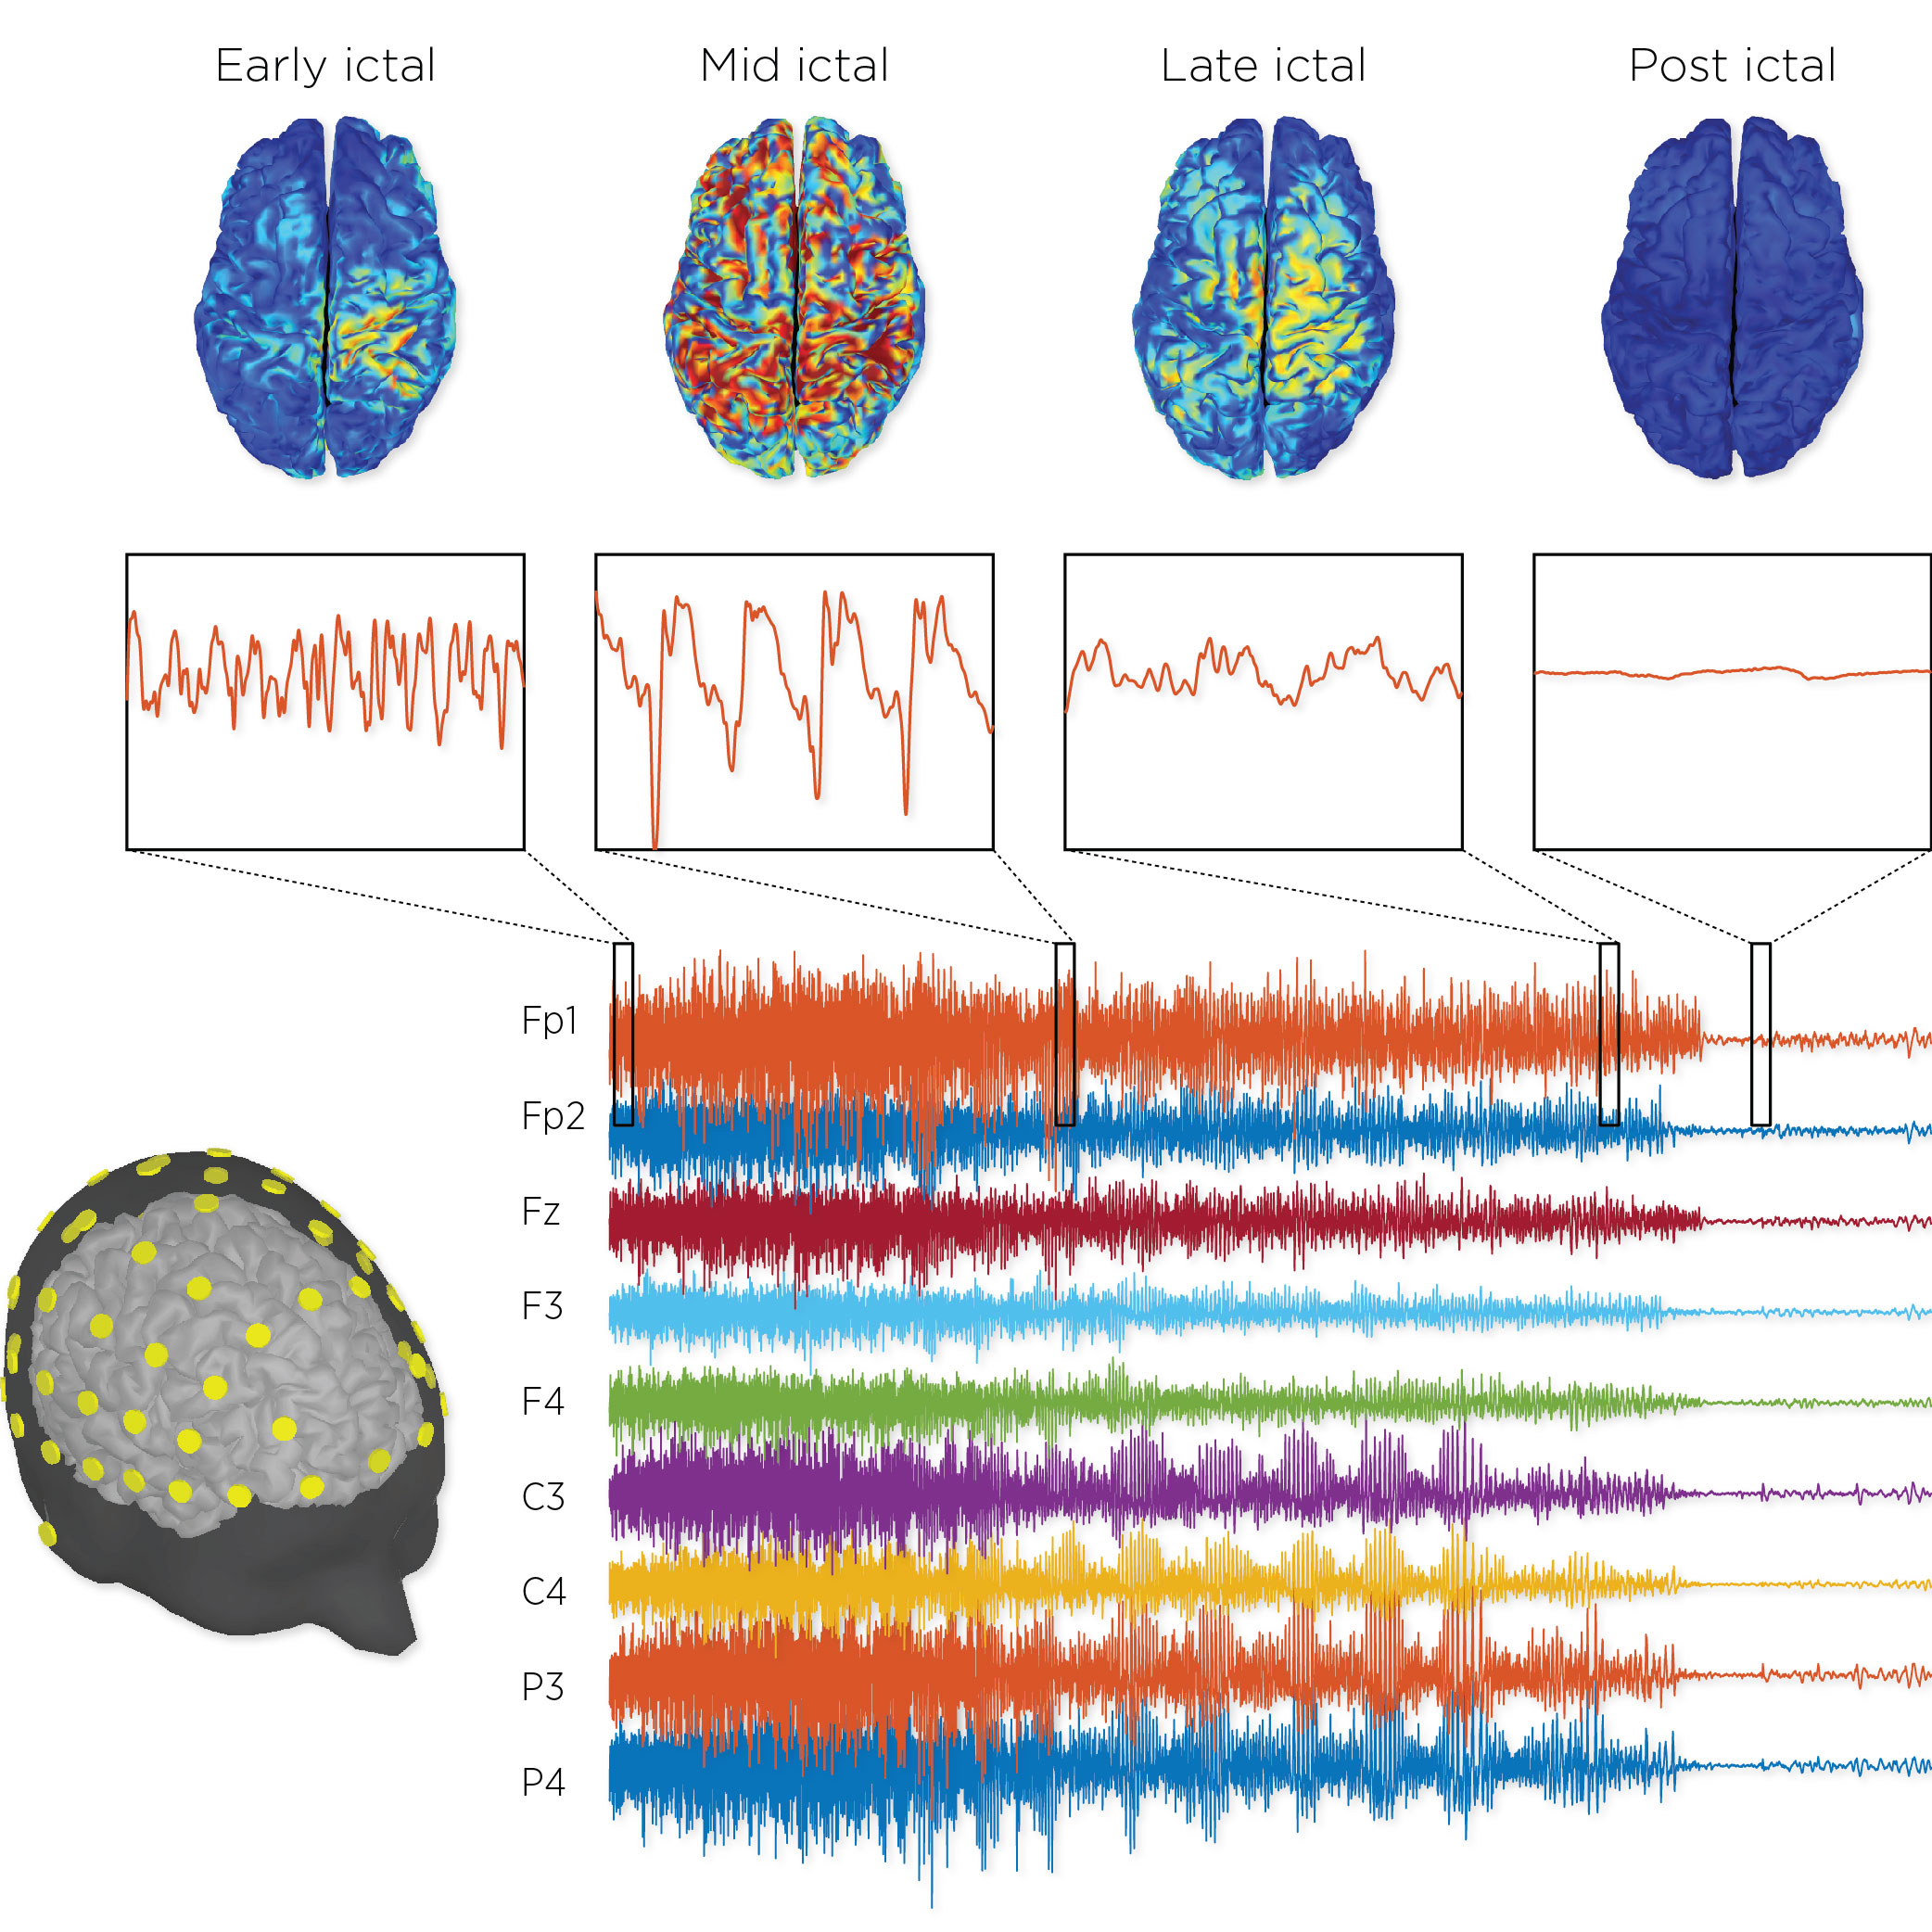 Early ictal
Mid ictal
Late ictal
Post ictal
Fp1
Fp2
Fz
F3
F4
C3
C4
P3
P4